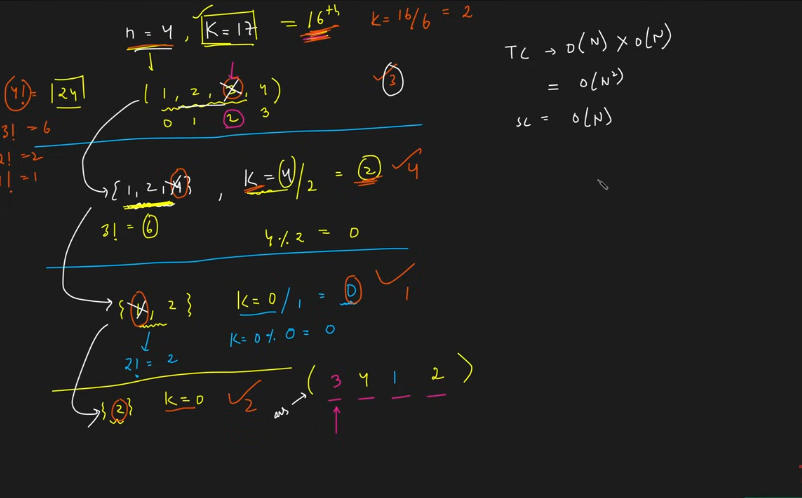 n = 4, K = 17 = 16th K = 16/6 = 2
4! = 24
3! = 6
2! = 2
1! = 1
( 1, 2, 3, 4 ) 3
0 1 2 3
{ 1, 2, 4 } , K = 4/2 = 2 4
3! = 6 4 % 2 = 0
{ 1, 2 } K = 0/1 = 0 1
K = 0 % 0 = 0
2! = 2
{ 2 } K = 0 2
ans ( 3 4 1 2 )
TC → O(N) × O(N)
= O(N²)
SC = O(N)